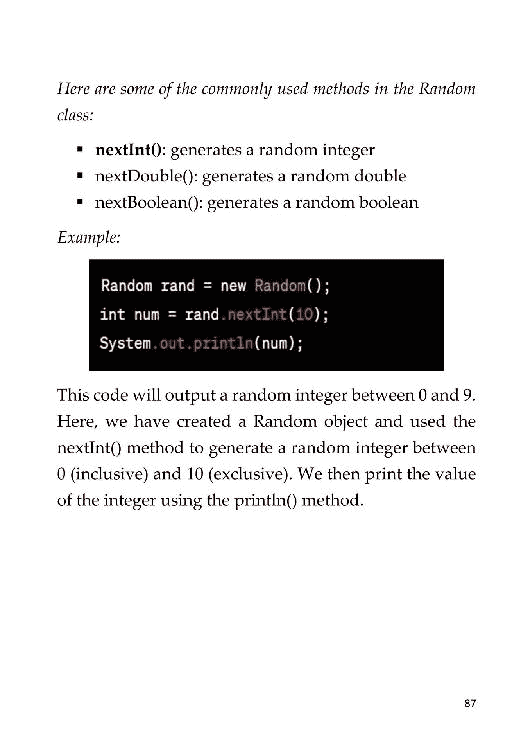 Here are some of the commonly used methods in the Random
class:
▪ nextInt(): generates a random integer
▪ nextDouble(): generates a random double
▪ nextBoolean(): generates a random boolean
Example:
Random rand = new Random();
int num = rand.nextInt(10);
System.out.println(num);
This code will output a random integer between 0 and 9.
Here, we have created a Random object and used the
nextInt() method to generate a random integer between
0 (inclusive) and 10 (exclusive). We then print the value
of the integer using the println() method.
87